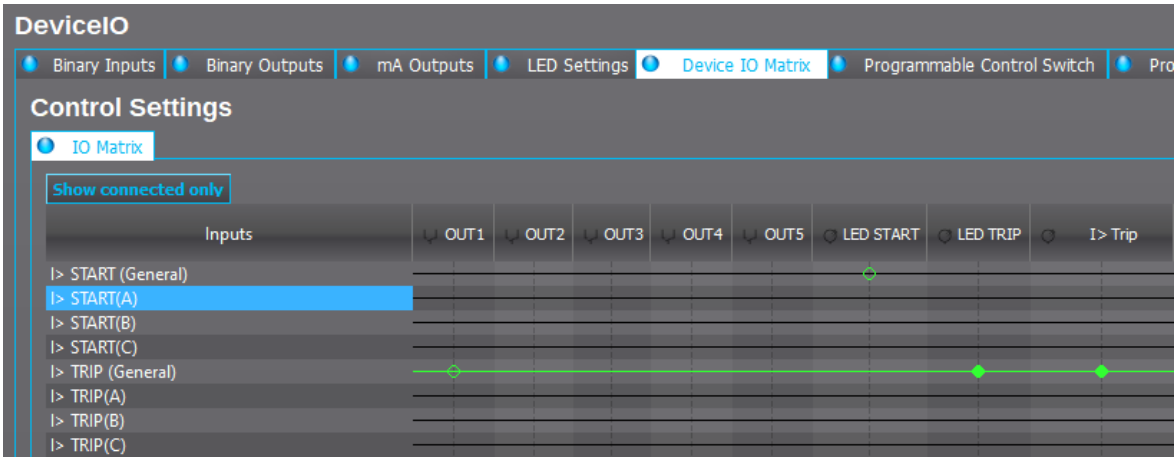 DeviceIO
Binary Inputs Binary Outputs mA Outputs LED Settings Device IO Matrix Programmable Control Switch Pro
Control Settings
IO Matrix
Show connected only
Inputs OUT1 OUT2 OUT3 OUT4 OUT5 LED START LED TRIP I> Trip
I> START (General)
I> START(A)
I> START(B)
I> START(C)
I> TRIP (General)
I> TRIP(A)
I> TRIP(B)
I> TRIP(C)